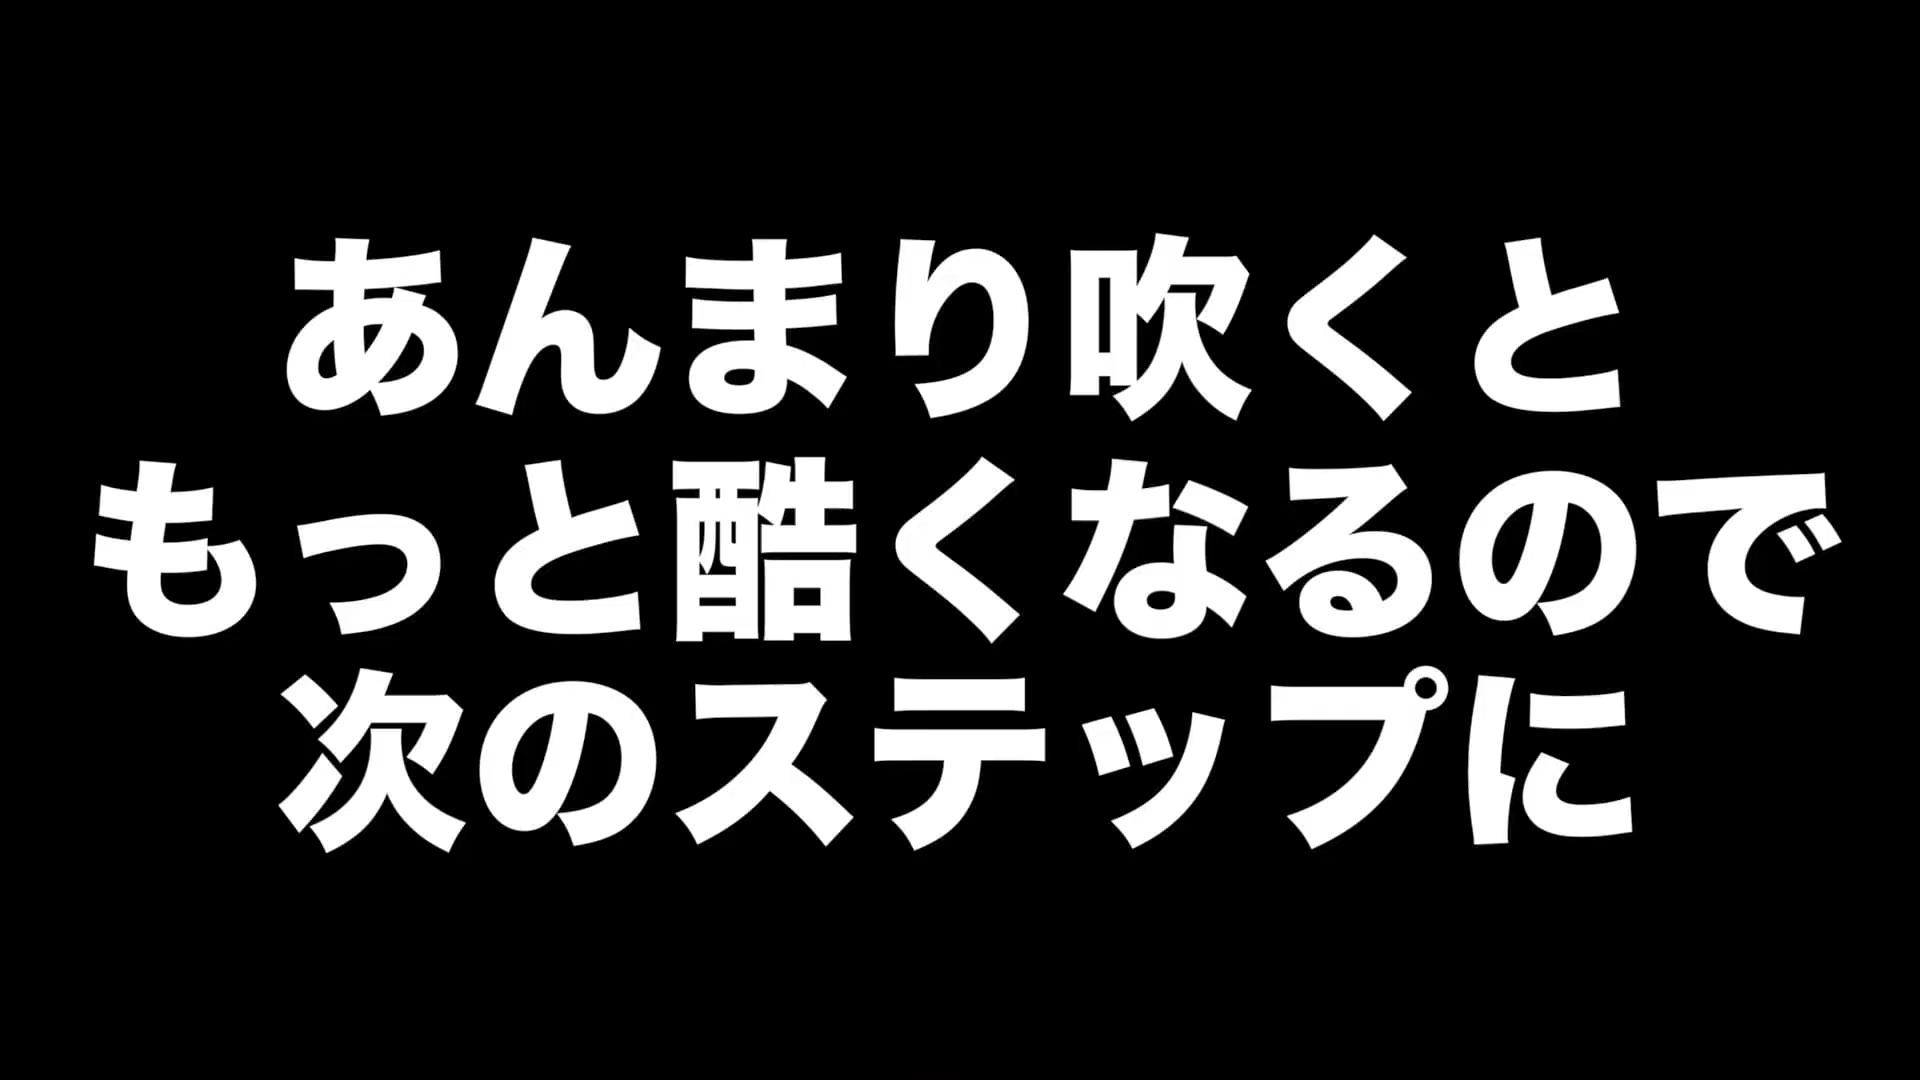 あんまり吹くと
もっと酷くなるので
次のステップに